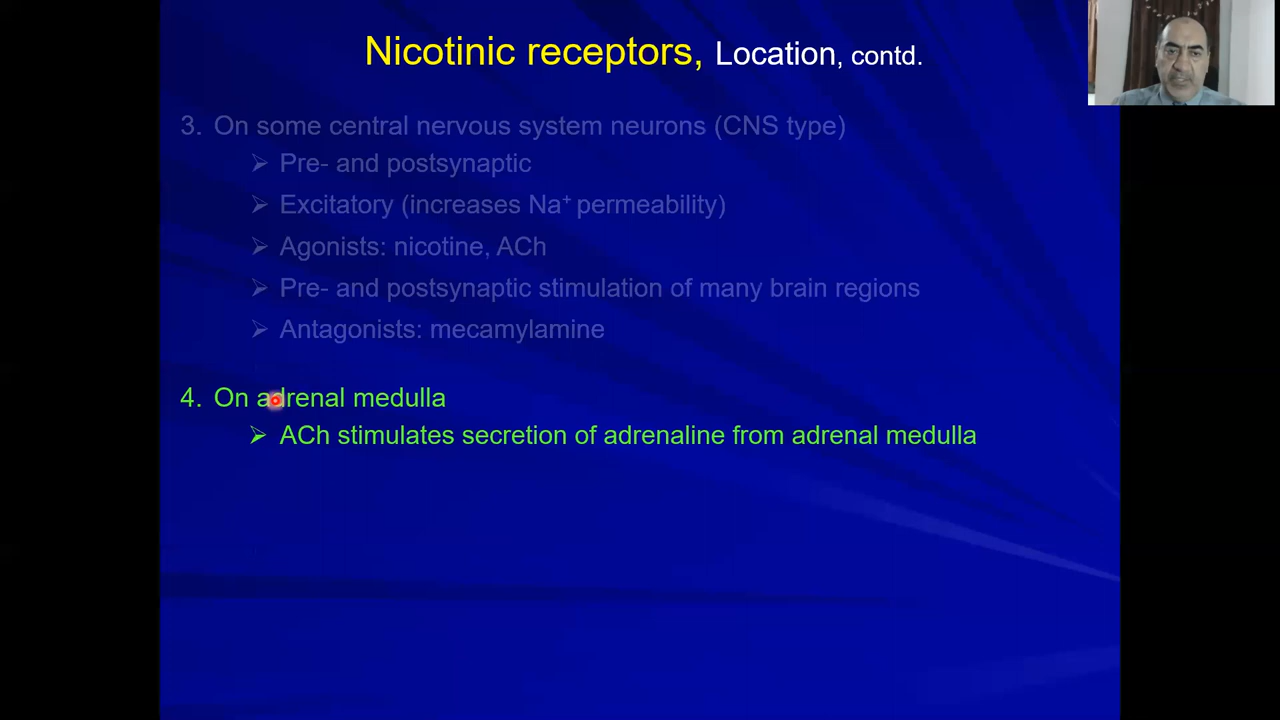 Nicotinic receptors, Location, contd.
3. On some central nervous system neurons (CNS type)
➢ Pre- and postsynaptic
➢ Excitatory (increases Na⁺ permeability)
➢ Agonists: nicotine, ACh
➢ Pre- and postsynaptic stimulation of many brain regions
➢ Antagonists: mecamylamine
4. On adrenal medulla
➢ ACh stimulates secretion of adrenaline from adrenal medulla